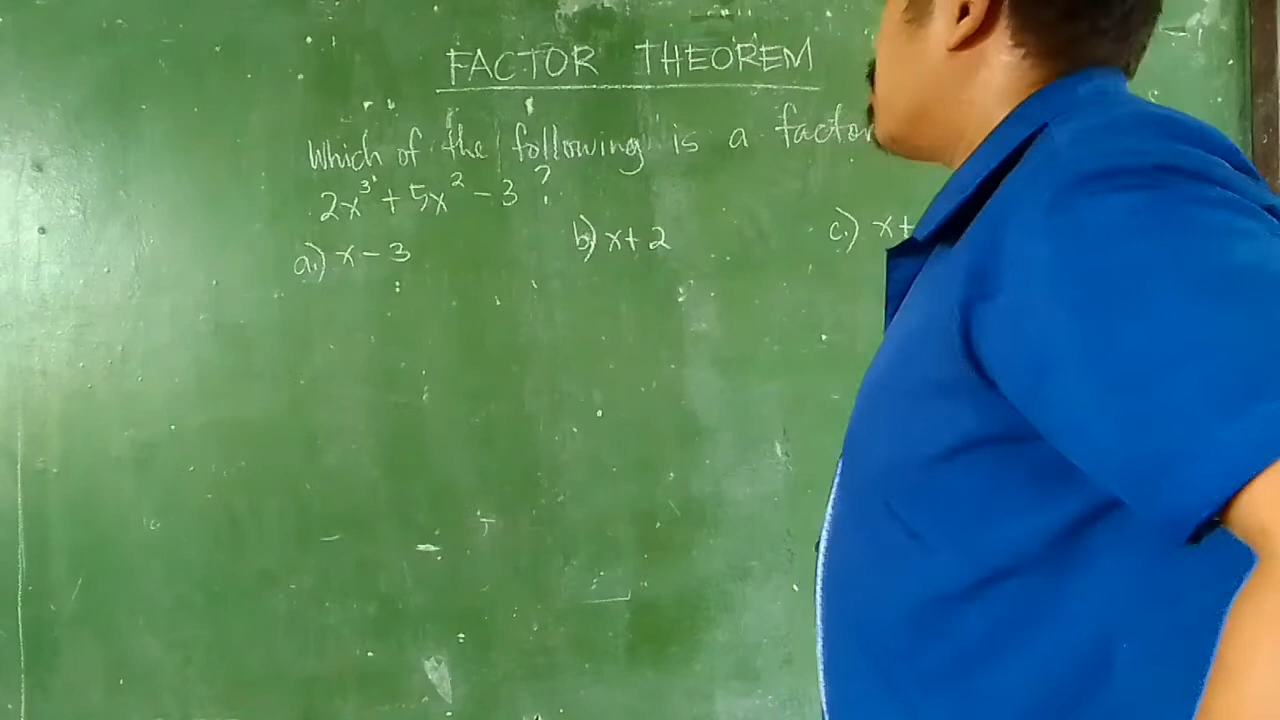 FACTOR THEOREM
Which of the following is a factor
2x³ + 5x² - 3 ?
a.) x - 3 b.) x + 2 c.) x +